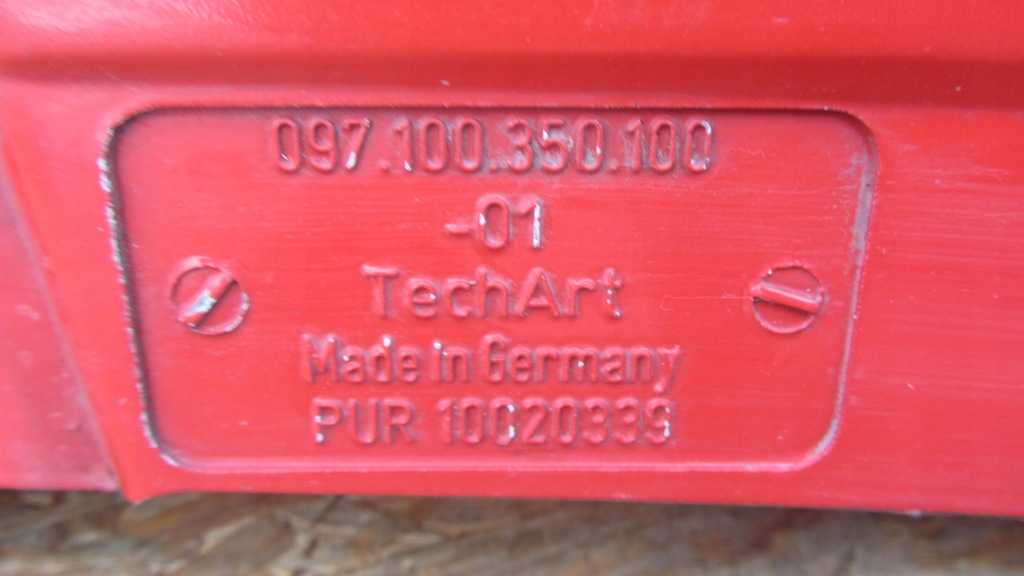 097.100.350.100
-01
TechArt
Made in Germany
PUR 10020339